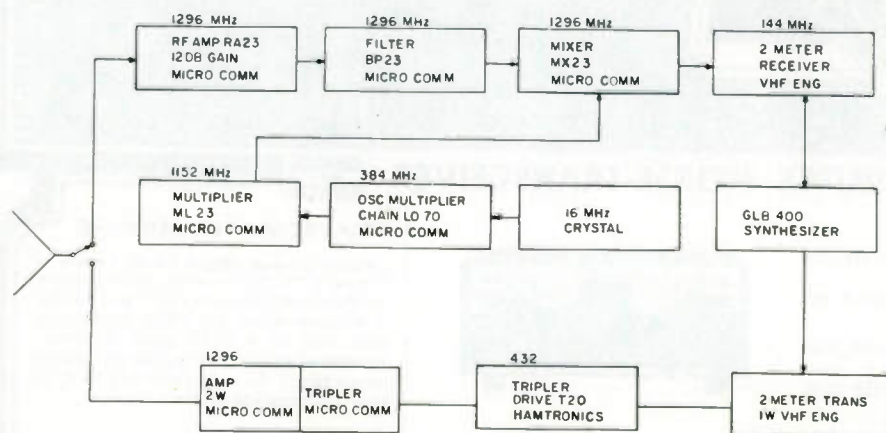 1296 MHz
RF AMP RA23
12DB GAIN
MICRO COMM
1296 MHz
FILTER
BP23
MICRO COMM
1296 MHz
MIXER
MX23
MICRO COMM
144 MHz
2 METER
RECEIVER
VHF ENG
1152 MHz
MULTIPLIER
ML 23
MICRO COMM
384 MHz
OSC MULTIPLIER
CHAIN LO 70
MICRO COMM
16 MHz
CRYSTAL
GLB 400
SYNTHESIZER
1296
AMP
2W
MICRO COMM
TRIPLER
MICRO COMM
432
TRIPLER
DRIVE T20
HAMTRONICS
2 METER TRANS
1W VHF ENG